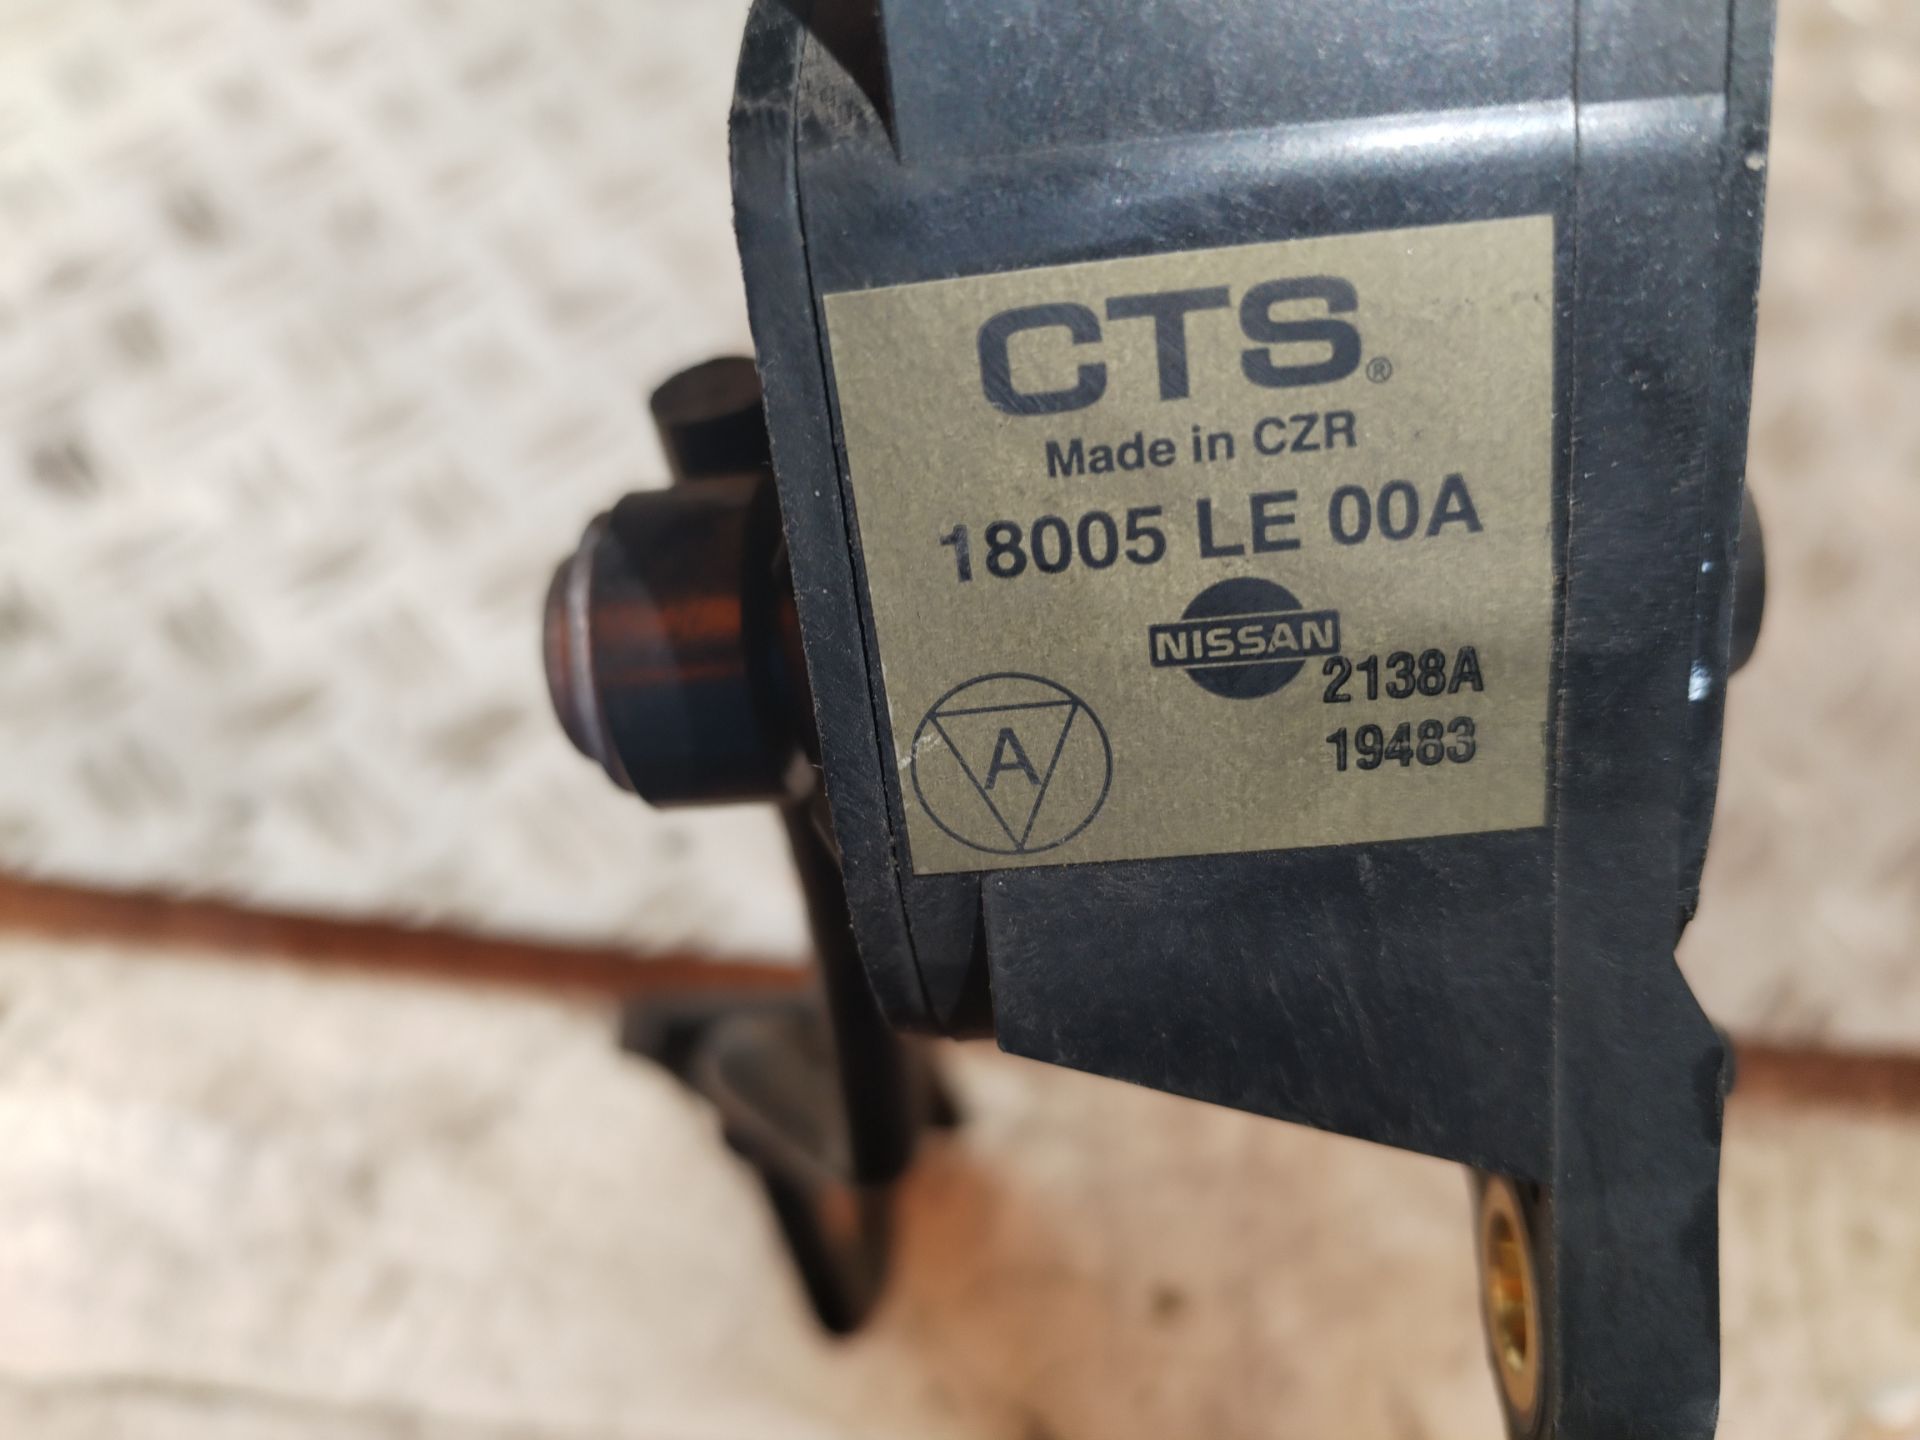 CTS®
Made in CZR
18005 LE 00A
NISSAN
2138A
A
19483